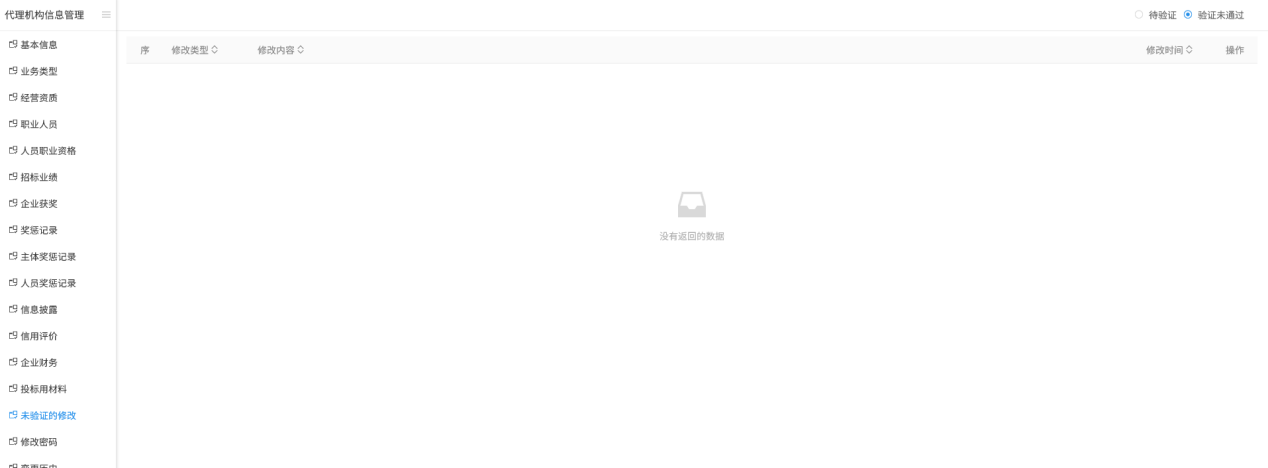 代理机构信息管理
待验证 验证未通过
基本信息
业务类型
经营资质
职业人员
人员职业资格
招标业绩
企业获奖
奖惩记录
主体奖惩记录
人员奖惩记录
信息披露
信用评价
企业财务
投标用材料
未验证的修改
修改密码
变更历史
序 修改类型 修改内容 修改时间 操作
没有返回的数据